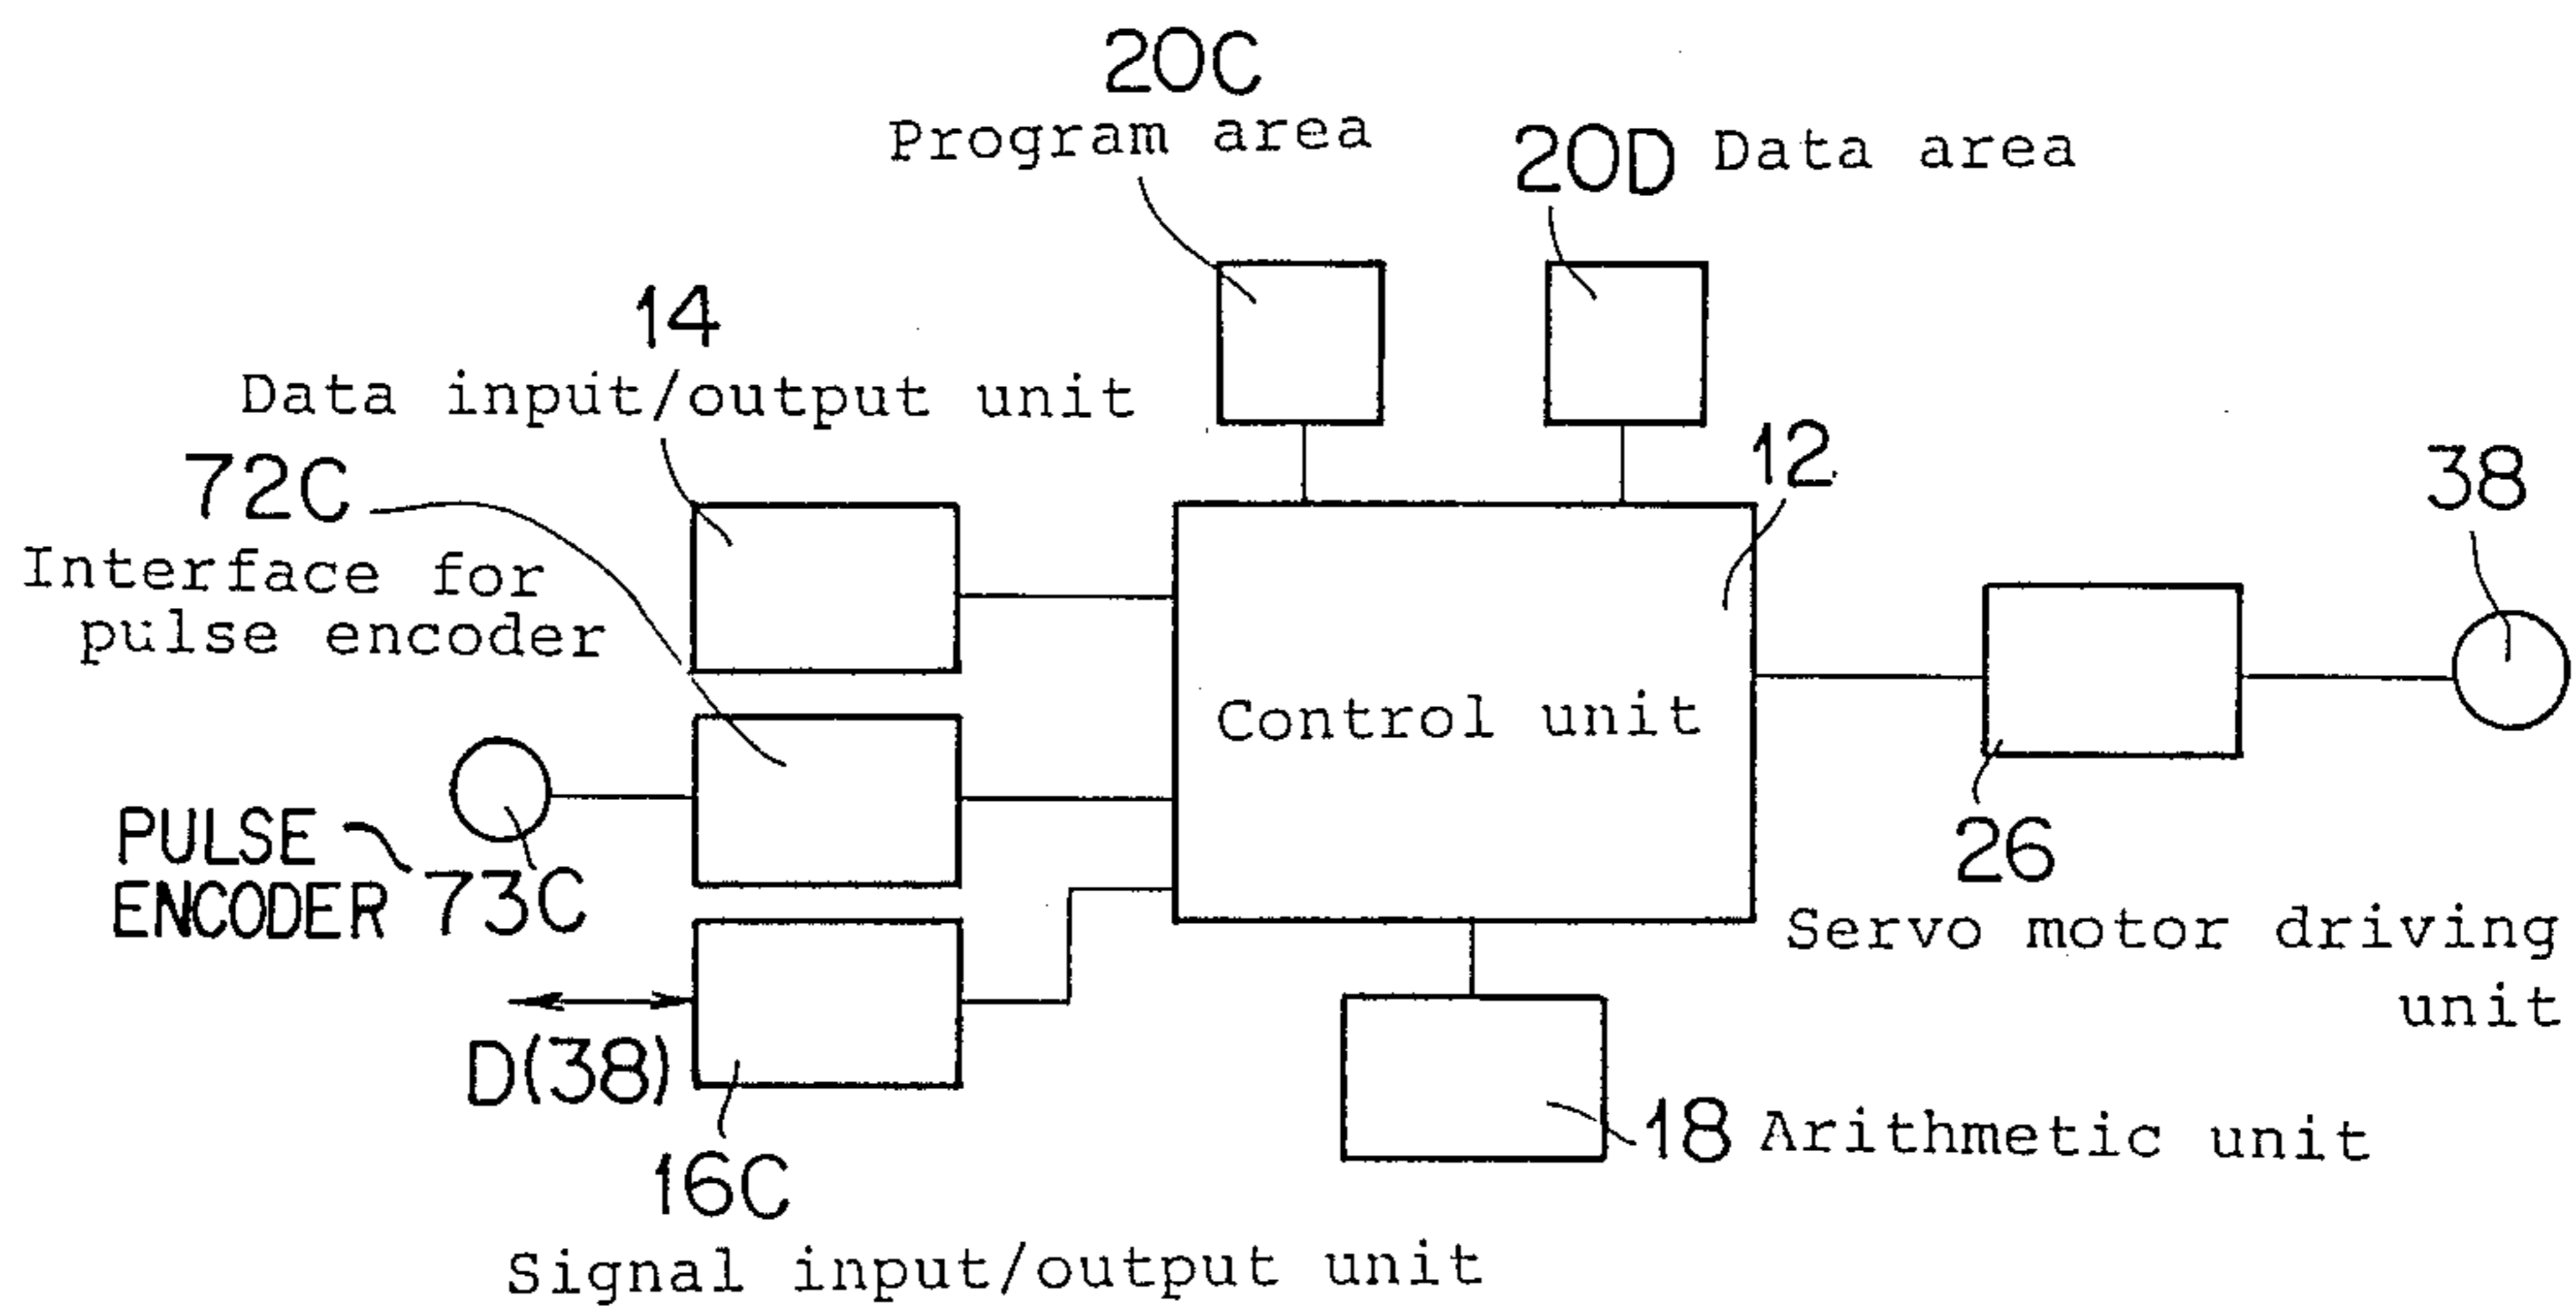 20C
Program area
20D Data area
14
Data input/output unit
72C
Interface for
pulse encoder
12
Control unit
38
PULSE
ENCODER 73C
26
Servo motor driving
unit
D(38)
16C
Signal input/output unit
18 Arithmetic unit